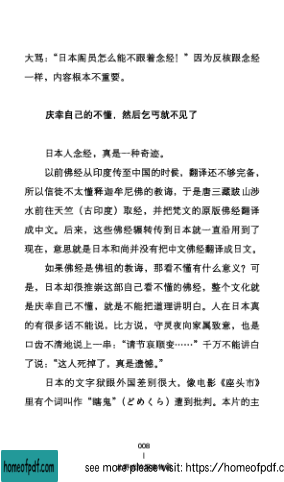 大骂：“日本阁员怎么能不跟着念经！”因为反核跟念经
一样，内容根本不重要。
庆幸自己的不懂，然后乞丐就不见了
日本人念经，真是一种奇迹。
以前佛经从印度传至中国的时候，翻译还不够完备，
所以信徒不太懂释迦牟尼佛的教诲，于是唐三藏跋山涉
水前往天竺（古印度）取经，并把梵文的原版佛经翻译
成中文。后来，这些佛经辗转传到日本就一直沿用到了
现在，意思就是日本和尚并没有把中文佛经翻译成日文。
如果佛经是佛祖的教诲，那看不懂有什么意义？可
是，日本却很推崇这部自己看不懂的佛经，整个文化就
是庆幸自己不懂，就是不能把道理讲明白。人在日本真
的有很多话不能说，比方说，守灵夜向家属致意，也是
口齿不清地说上一串：“请节哀顺变……”千万不能讲白
了说：“这人死掉了，真是遗憾。”
日本的文字狱跟外国差别很大。像电影《座头市》
里有个词叫作“瞎鬼”（どめくら）遭到批判。本片的主
008
homeofpdf.com
see more please visit: https://homeofpdf.com